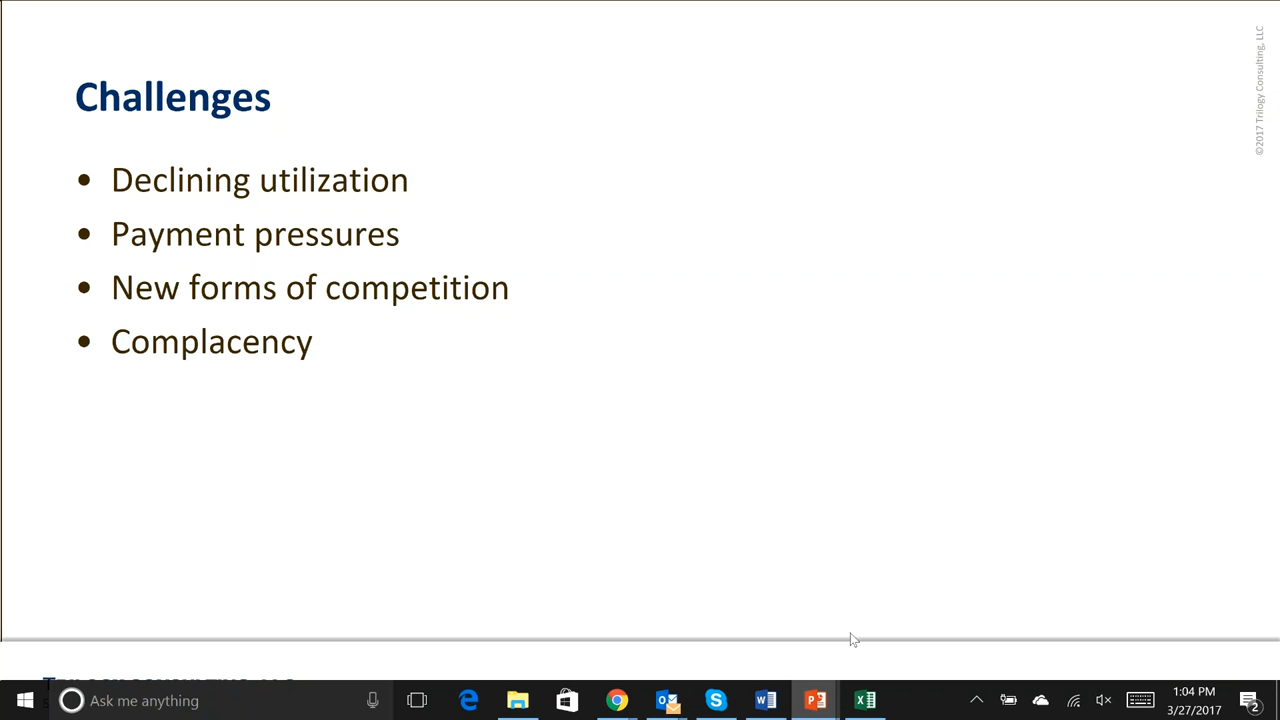 Challenges
• Declining utilization
• Payment pressures
• New forms of competition
• Complacency
©2017 Trilogy Consulting, LLC
Ask me anything
1:04 PM
3/27/2017
2